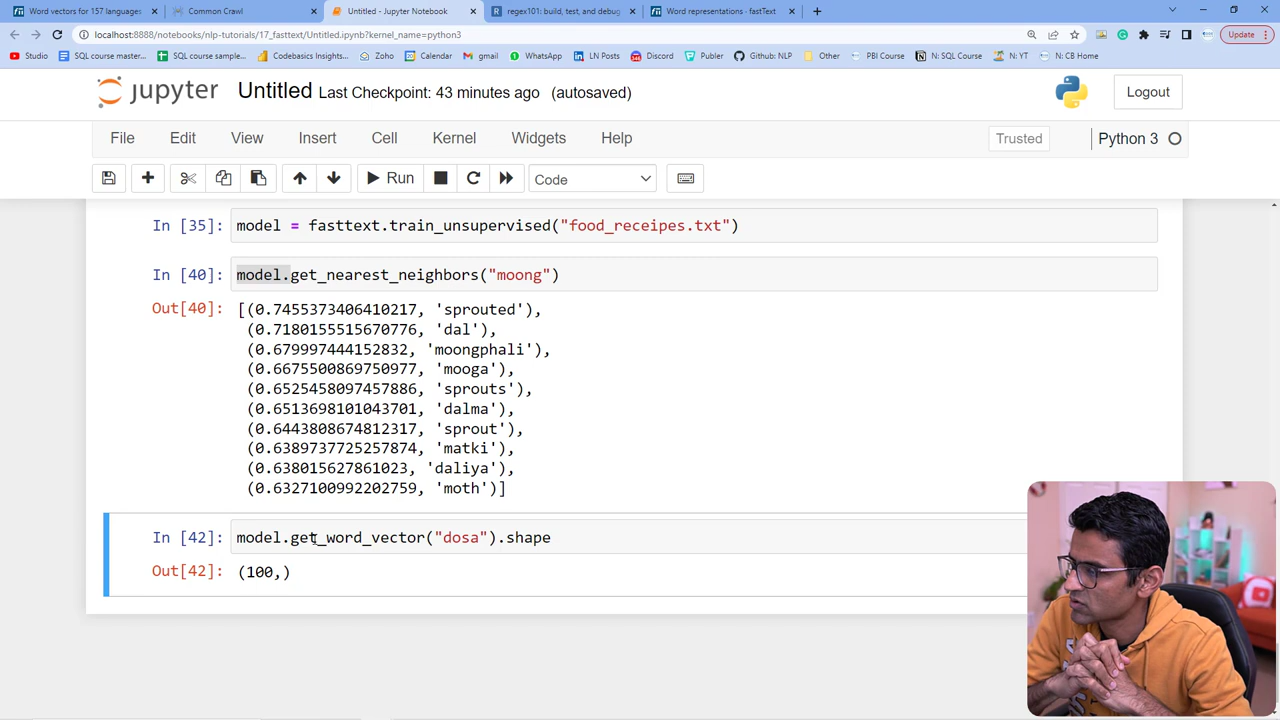 Word vectors for 157 languages
Common Crawl
Untitled - Jupyter Notebook
regex101: build, test, and debug
Word representations · fastText
localhost:8888/notebooks/nlp-tutorials/17_fasttext/Untitled.ipynb?kernel_name=python3
Update
Studio
SQL course master...
SQL course sample...
Codebasics Insights...
Zoho
Calendar
gmail
WhatsApp
LN Posts
Discord
Publer
Github: NLP
Other
PBI Course
N: SQL Course
N: YT
N: CB Home
jupyter Untitled Last Checkpoint: 43 minutes ago (autosaved)
Logout
File Edit View Insert Cell Kernel Widgets Help
Trusted
Python 3
Run
Code
In [35]: model = fasttext.train_unsupervised("food_receipes.txt")
In [40]: model.get_nearest_neighbors("moong")
Out[40]: [(0.7455373406410217, 'sprouted'),
(0.7180155515670776, 'dal'),
(0.679997444152832, 'moongphali'),
(0.6675500869750977, 'mooga'),
(0.6525458097457886, 'sprouts'),
(0.6513698101043701, 'dalma'),
(0.6443808674812317, 'sprout'),
(0.6389737725257874, 'matki'),
(0.638015627861023, 'daliya'),
(0.6327100992202759, 'moth')]
In [42]: model.get_word_vector("dosa").shape
Out[42]: (100,)